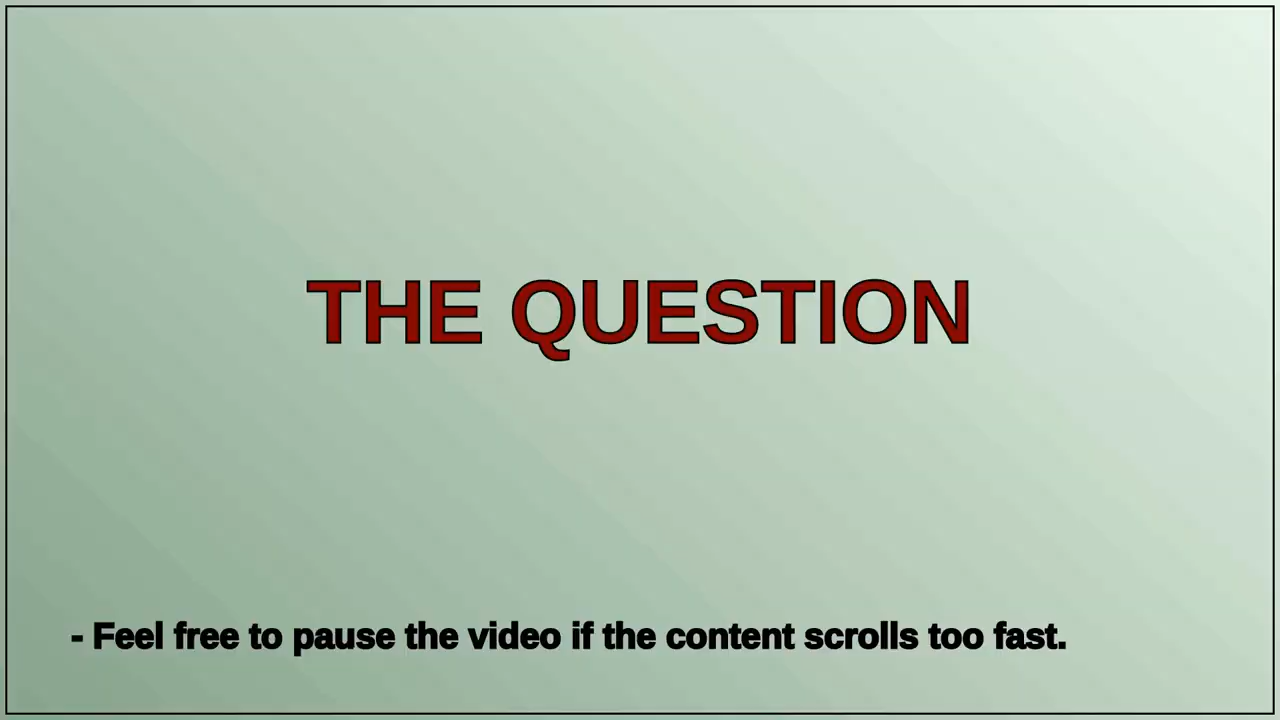 THE QUESTION
- Feel free to pause the video if the content scrolls too fast.